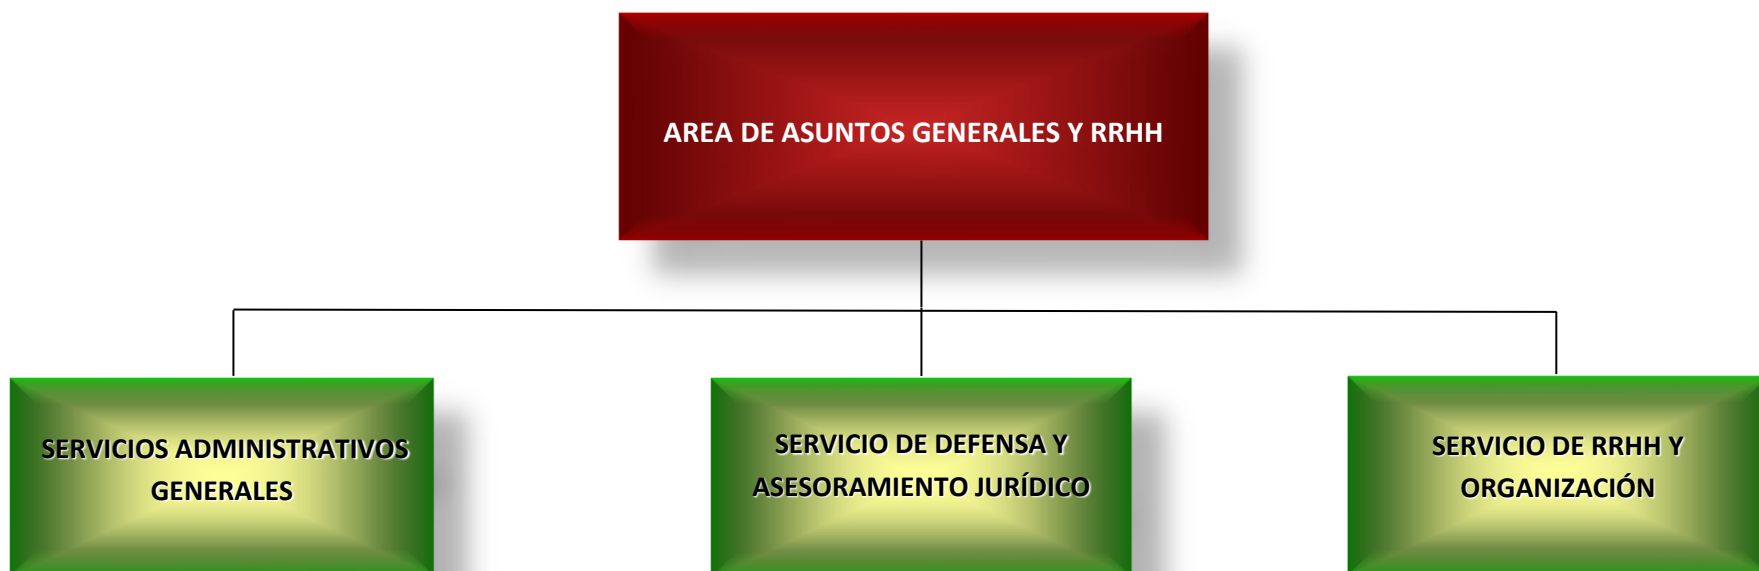 AREA DE ASUNTOS GENERALES Y RRHH
SERVICIOS ADMINISTRATIVOS
GENERALES
SERVICIO DE DEFENSA Y
ASESORAMIENTO JURÍDICO
SERVICIO DE RRHH Y
ORGANIZACIÓN